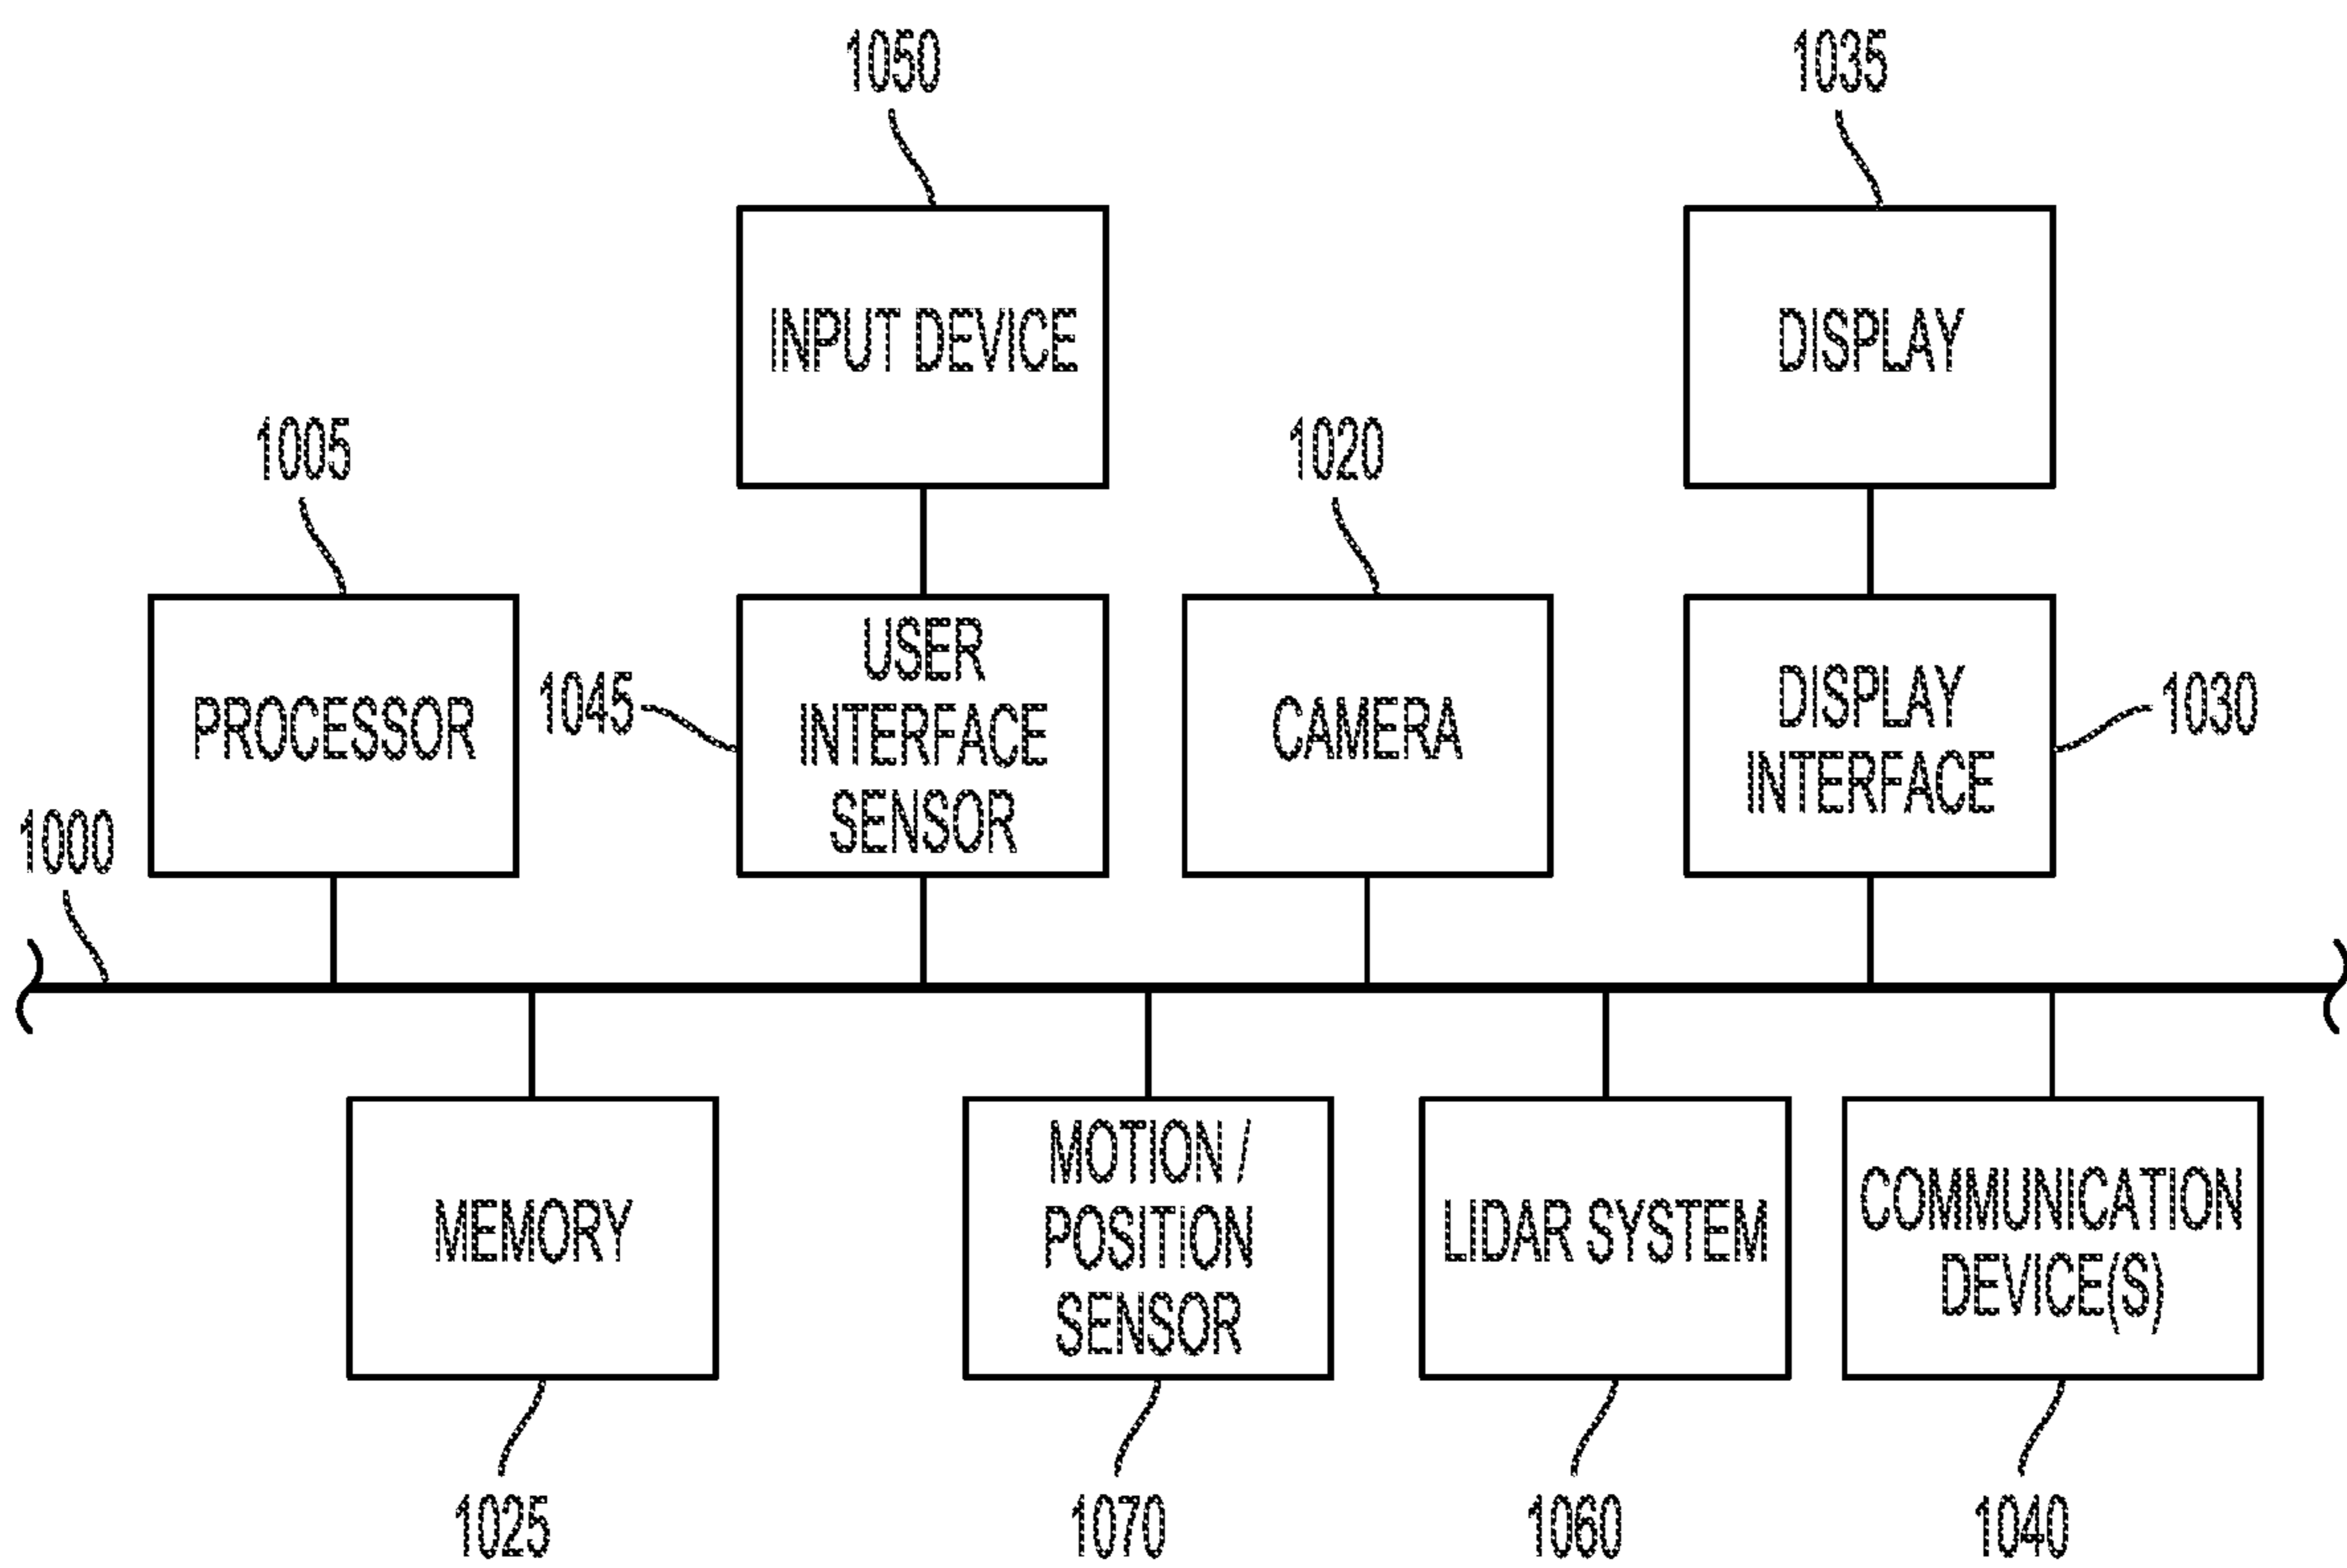 1050
1035
INPUT DEVICE
DISPLAY
1005
1020
PROCESSOR
1045
USER
INTERFACE
SENSOR
CAMERA
DISPLAY
INTERFACE
1030
1000
MEMORY
MOTION /
POSITION
SENSOR
LIDAR SYSTEM
COMMUNICATION
DEVICE(S)
1025
1070
1060
1040